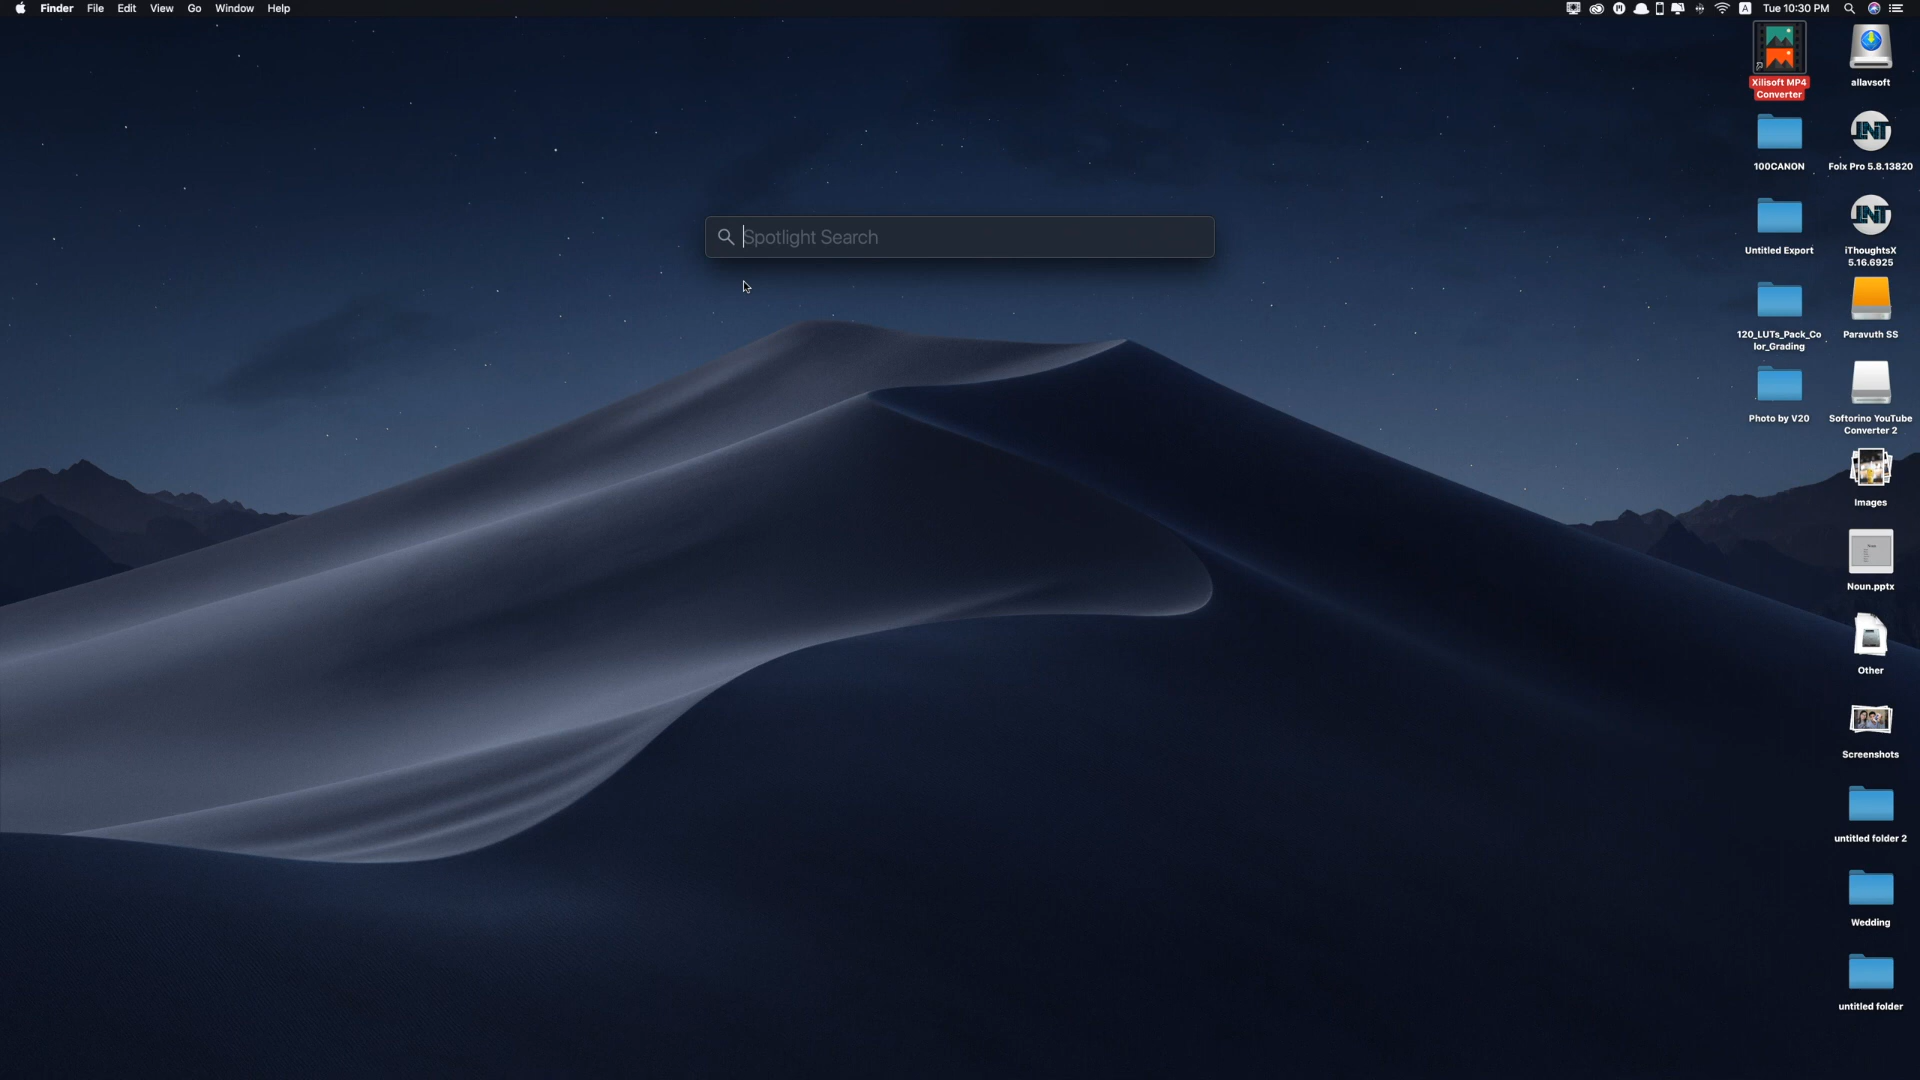 Finder File Edit View Go Window Help
A Tue 10:30 PM
Xilisoft MP4
Converter
allavsoft
100CANON
LNT
Folx Pro 5.8.13820
Untitled Export
LNT
iThoughtsX
5.16.6925
Spotlight Search
120_LUTs_Pack_Co
lor_Grading
Paravuth SS
Photo by V20
Softorino YouTube
Converter 2
Images
Noun.pptx
Other
Screenshots
untitled folder 2
Wedding
untitled folder